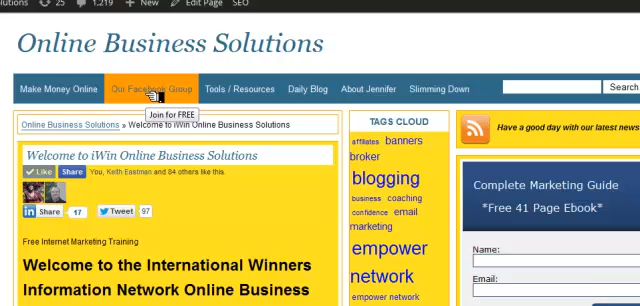 olutions 25 1,219 + New Edit Page SEO
Online Business Solutions
Make Money Online Our Facebook Group Tools / Resources Daily Blog About Jennifer Slimming Down Search
Join for FREE
Online Business Solutions » Welcome to iWin Online Business Solutions
Welcome to iWin Online Business Solutions
Like Share You, Keith Eastman and 84 others like this.
in Share 17 Tweet 97
Free Internet Marketing Training
Welcome to the International Winners
Information Network Online Business
TAGS CLOUD
affiliates banners
broker
blogging
business coaching
confidence email
marketing
empower
network
empower network
Have a good day with our latest news
Complete Marketing Guide
*Free 41 Page Ebook*
Name:
Email: